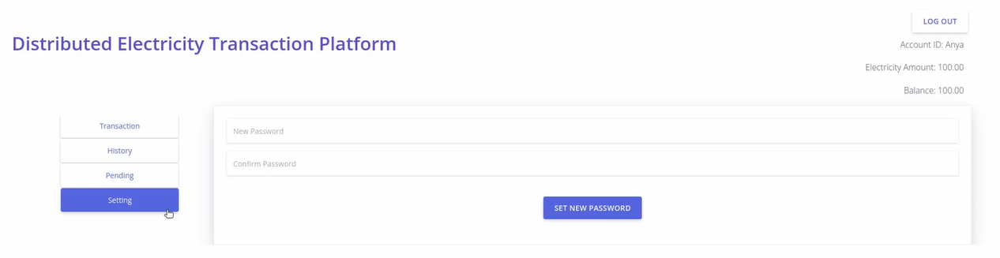 LOG OUT
Distributed Electricity Transaction Platform
Account ID: Anya
Electricity Amount: 100.00
Balance: 100.00
Transaction
History
Pending
Setting
New Password
Confirm Password
SET NEW PASSWORD